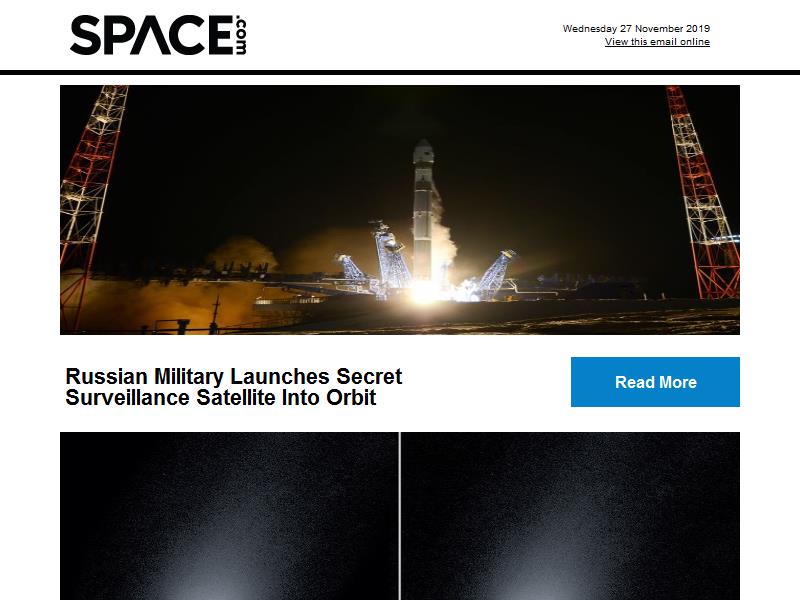 SPACE.com
Wednesday 27 November 2019
View this email online
Russian Military Launches Secret
Surveillance Satellite Into Orbit
Read More